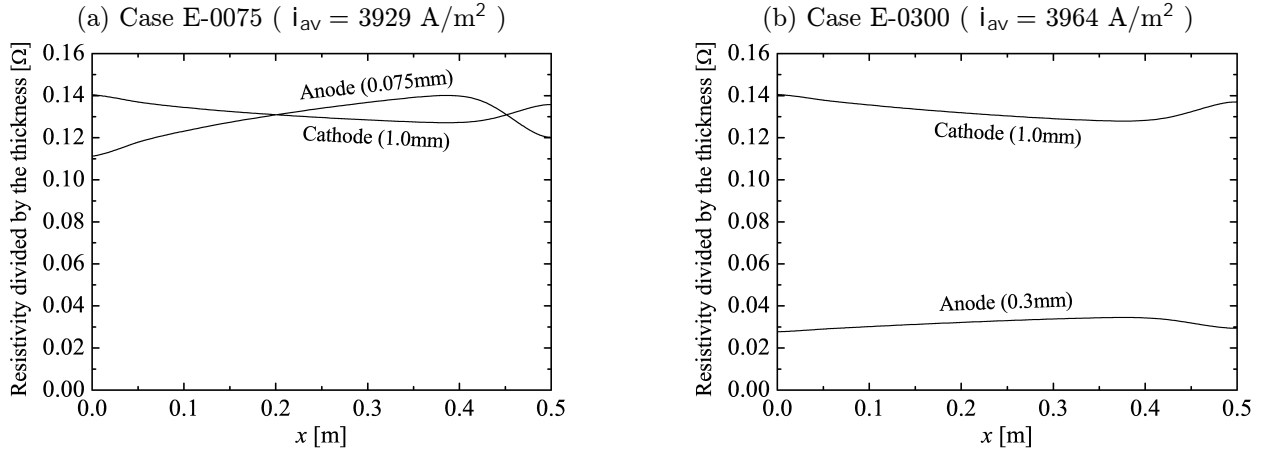 (a) Case E-0075 ( i_av = 3929 A/m² )
Resistivity divided by the thickness [Ω]
0.16
0.14
0.12
0.10
0.08
0.06
0.04
0.02
0.00
Anode (0.075mm)
Cathode (1.0mm)
0.0 0.1 0.2 0.3 0.4 0.5
x [m]
(b) Case E-0300 ( i_av = 3964 A/m² )
Resistivity divided by the thickness [Ω]
0.16
0.14
0.12
0.10
0.08
0.06
0.04
0.02
0.00
Cathode (1.0mm)
Anode (0.3mm)
0.0 0.1 0.2 0.3 0.4 0.5
x [m]